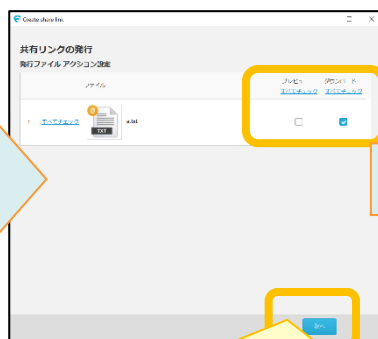 Create share link
共有リンクの発行
発行ファイル アクション設定
ファイル
プレビュー
ダウンロード
すべてチェック
すべてチェック
1
すべてチェック
TXT
a.txt
次へ